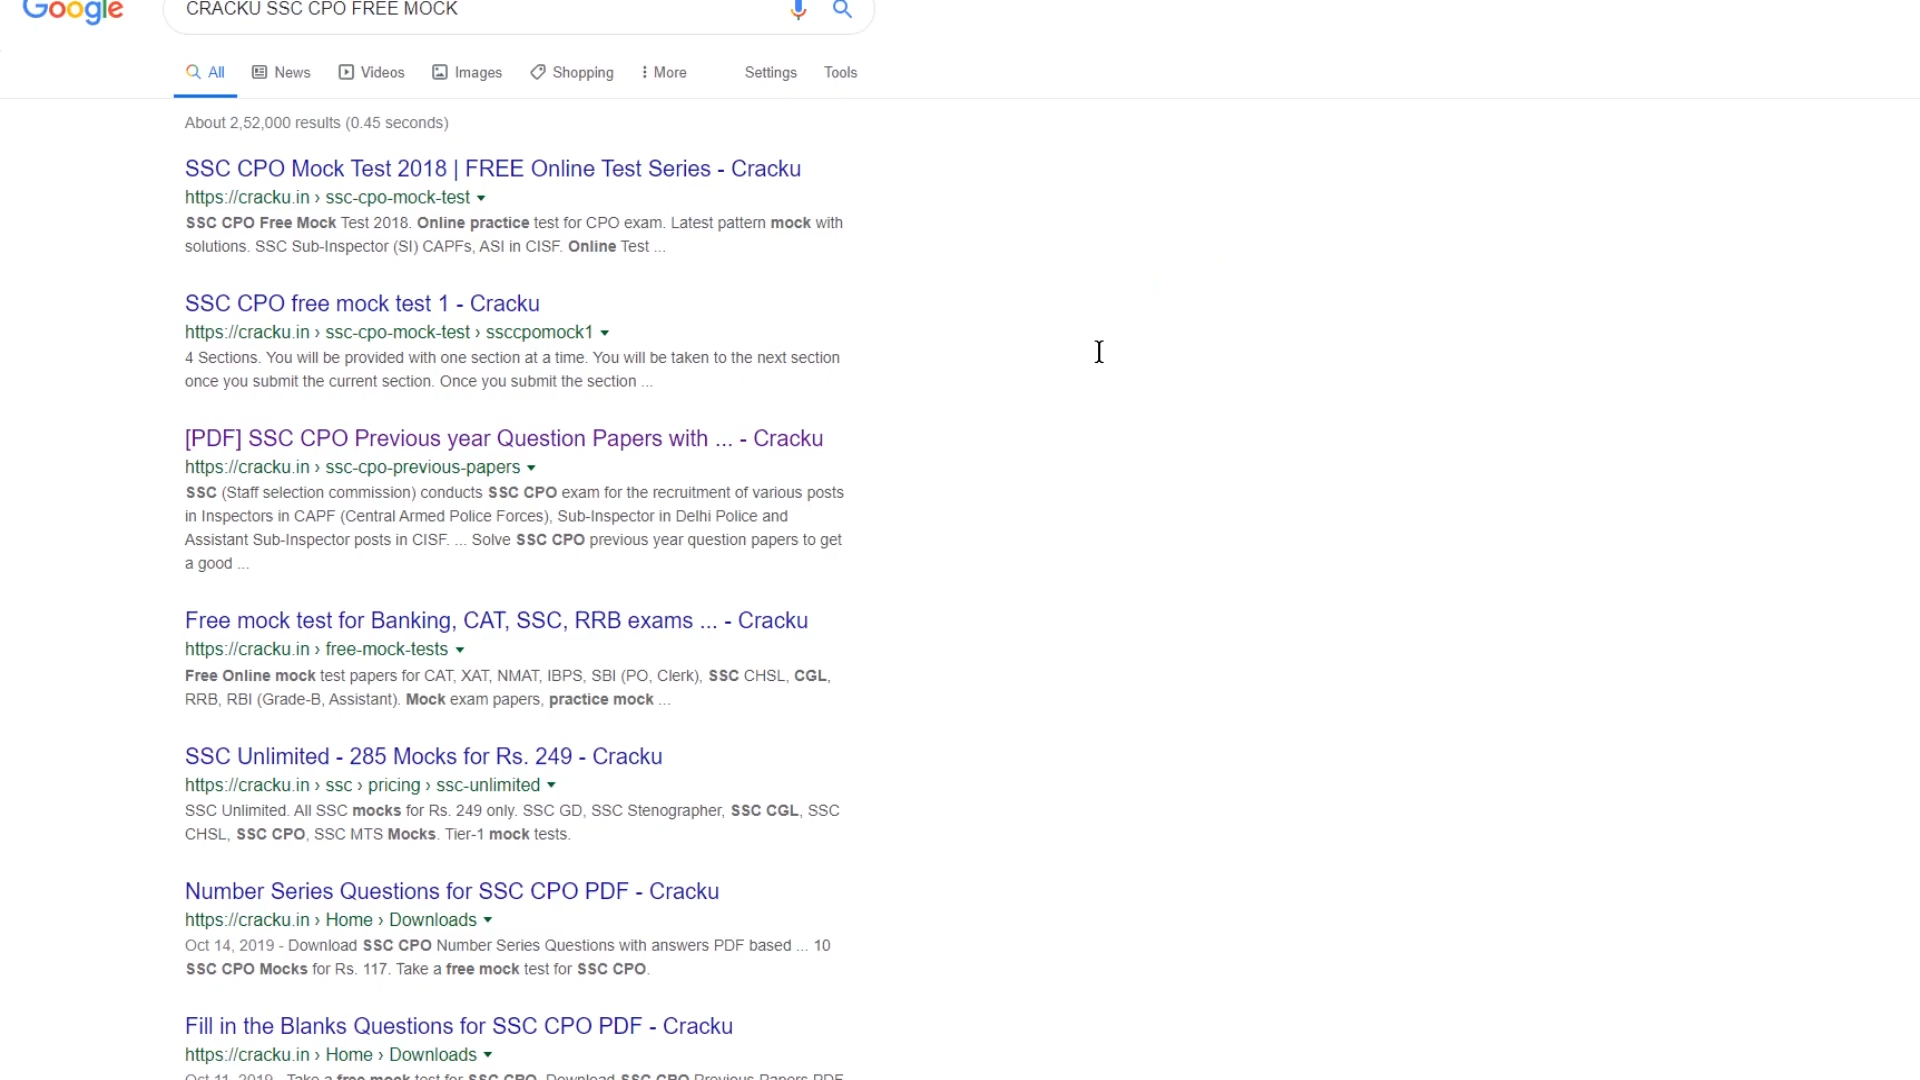 Google
CRACKU SSC CPO FREE MOCK
All News Videos Images Shopping More Settings Tools
About 2,52,000 results (0.45 seconds)
SSC CPO Mock Test 2018 | FREE Online Test Series - Cracku
https://cracku.in › ssc-cpo-mock-test
SSC CPO Free Mock Test 2018. Online practice test for CPO exam. Latest pattern mock with
solutions. SSC Sub-Inspector (SI) CAPFs, ASI in CISF. Online Test ...
SSC CPO free mock test 1 - Cracku
https://cracku.in › ssc-cpo-mock-test › ssccpomock1
4 Sections. You will be provided with one section at a time. You will be taken to the next section
once you submit the current section. Once you submit the section ...
[PDF] SSC CPO Previous year Question Papers with ... - Cracku
https://cracku.in › ssc-cpo-previous-papers
SSC (Staff selection commission) conducts SSC CPO exam for the recruitment of various posts
in Inspectors in CAPF (Central Armed Police Forces), Sub-Inspector in Delhi Police and
Assistant Sub-Inspector posts in CISF. ... Solve SSC CPO previous year question papers to get
a good ...
Free mock test for Banking, CAT, SSC, RRB exams ... - Cracku
https://cracku.in › free-mock-tests
Free Online mock test papers for CAT, XAT, NMAT, IBPS, SBI (PO, Clerk), SSC CHSL, CGL,
RRB, RBI (Grade-B, Assistant). Mock exam papers, practice mock ...
SSC Unlimited - 285 Mocks for Rs. 249 - Cracku
https://cracku.in › ssc › pricing › ssc-unlimited
SSC Unlimited. All SSC mocks for Rs. 249 only. SSC GD, SSC Stenographer, SSC CGL, SSC
CHSL, SSC CPO, SSC MTS Mocks. Tier-1 mock tests.
Number Series Questions for SSC CPO PDF - Cracku
https://cracku.in › Home › Downloads
Oct 14, 2019 - Download SSC CPO Number Series Questions with answers PDF based ... 10
SSC CPO Mocks for Rs. 117. Take a free mock test for SSC CPO.
Fill in the Blanks Questions for SSC CPO PDF - Cracku
https://cracku.in › Home › Downloads
Oct 11, 2019 - Take a free mock test for SSC CPO. Download SSC CPO Previous Papers PDF